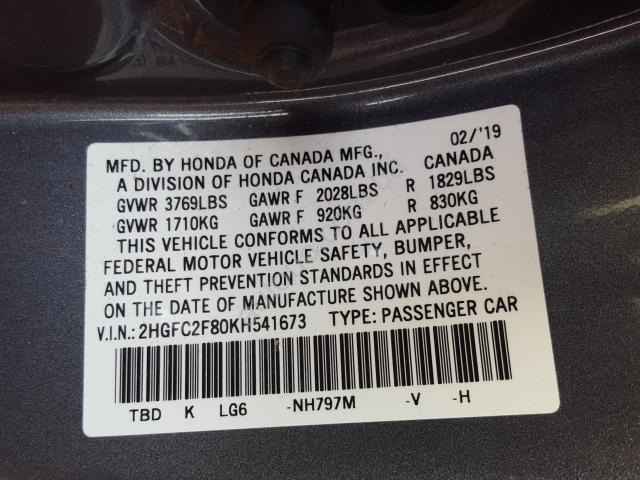 02/'19
MFD. BY HONDA OF CANADA MFG., CANADA
A DIVISION OF HONDA CANADA INC.
GVWR 3769LBS GAWR F 2028LBS R 1829LBS
GVWR 1710KG GAWR F 920KG R 830KG
THIS VEHICLE CONFORMS TO ALL APPLICABLE
FEDERAL MOTOR VEHICLE SAFETY, BUMPER,
AND THEFT PREVENTION STANDARDS IN EFFECT
ON THE DATE OF MANUFACTURE SHOWN ABOVE.
V.I.N.: 2HGFC2F80KH541673 TYPE: PASSENGER CAR
TBD K LG6 -NH797M -V -H